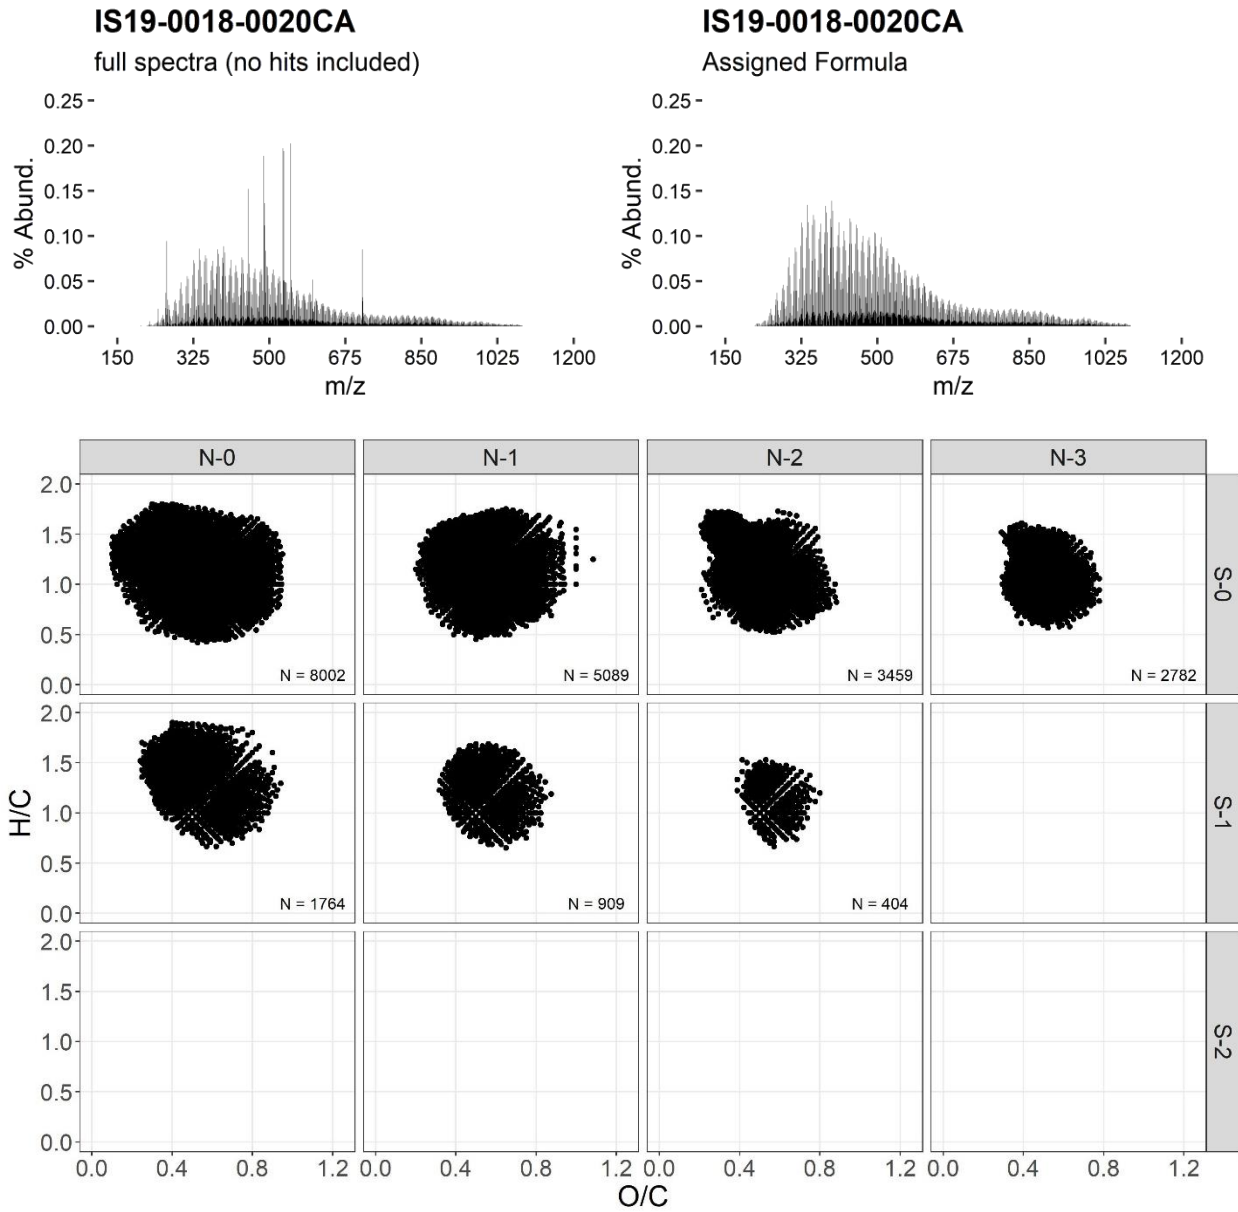 IS19-0018-0020CA
full spectra (no hits included)
0.25
0.20
0.15
0.10
0.05
0.00
% Abund.
150 325 500 675 850 1025 1200
m/z
IS19-0018-0020CA
Assigned Formula
0.25
0.20
0.15
0.10
0.05
0.00
% Abund.
150 325 500 675 850 1025 1200
m/z
N-0 N-1 N-2 N-3
2.0
1.5
1.0
0.5
0.0
N = 8002 N = 5089 N = 3459 N = 2782
S-0
2.0
1.5
1.0
0.5
0.0
N = 1764 N = 909 N = 404
S-1
H/C
2.0
1.5
1.0
0.5
0.0
S-2
0.0 0.4 0.8 1.2 0.0 0.4 0.8 1.2 0.0 0.4 0.8 1.2 0.0 0.4 0.8 1.2
O/C